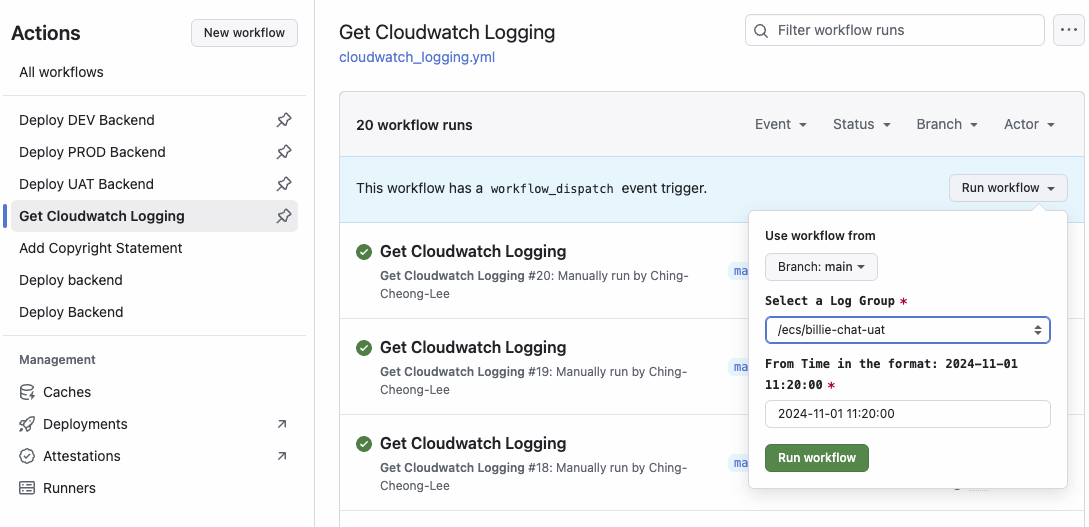 Actions
New workflow
All workflows
Deploy DEV Backend
Deploy PROD Backend
Deploy UAT Backend
Get Cloudwatch Logging
Add Copyright Statement
Deploy backend
Deploy Backend
Management
Caches
Deployments
Attestations
Runners
Get Cloudwatch Logging
cloudwatch_logging.yml
Filter workflow runs
20 workflow runs
Event
Status
Branch
Actor
This workflow has a workflow_dispatch event trigger.
Run workflow
Get Cloudwatch Logging
Get Cloudwatch Logging #20: Manually run by Ching-
Cheong-Lee
ma
Get Cloudwatch Logging
Get Cloudwatch Logging #19: Manually run by Ching-
Cheong-Lee
ma
Get Cloudwatch Logging
Get Cloudwatch Logging #18: Manually run by Ching-
Cheong-Lee
ma
Use workflow from
Branch: main
Select a Log Group *
/ecs/billie-chat-uat
From Time in the format: 2024-11-01
11:20:00 *
2024-11-01 11:20:00
Run workflow